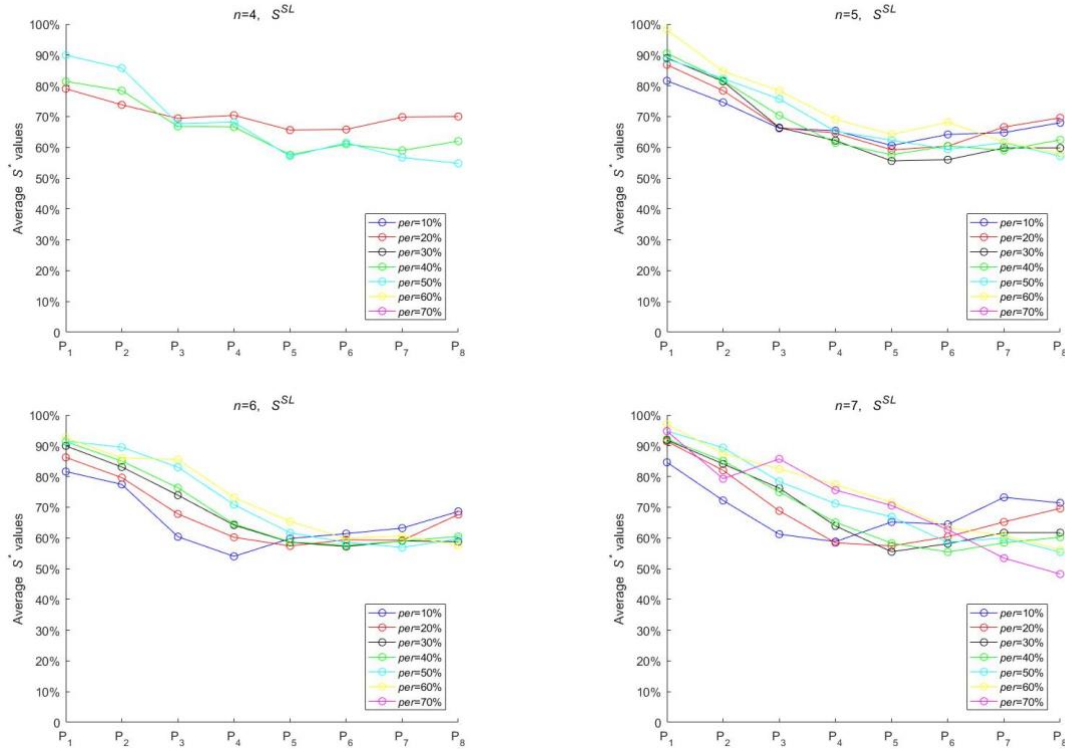 n=4, S^SL
100%
90%
80%
70%
60%
50%
40%
30%
20%
10%
0
Average S* values
P1 P2 P3 P4 P5 P6 P7 P8
per=10%
per=20%
per=30%
per=40%
per=50%
per=60%
per=70%
n=5, S^SL
100%
90%
80%
70%
60%
50%
40%
30%
20%
10%
0
Average S* values
P1 P2 P3 P4 P5 P6 P7 P8
per=10%
per=20%
per=30%
per=40%
per=50%
per=60%
per=70%
n=6, S^SL
100%
90%
80%
70%
60%
50%
40%
30%
20%
10%
0
Average S* values
P1 P2 P3 P4 P5 P6 P7 P8
per=10%
per=20%
per=30%
per=40%
per=50%
per=60%
per=70%
n=7, S^SL
100%
90%
80%
70%
60%
50%
40%
30%
20%
10%
0
Average S* values
P1 P2 P3 P4 P5 P6 P7 P8
per=10%
per=20%
per=30%
per=40%
per=50%
per=60%
per=70%